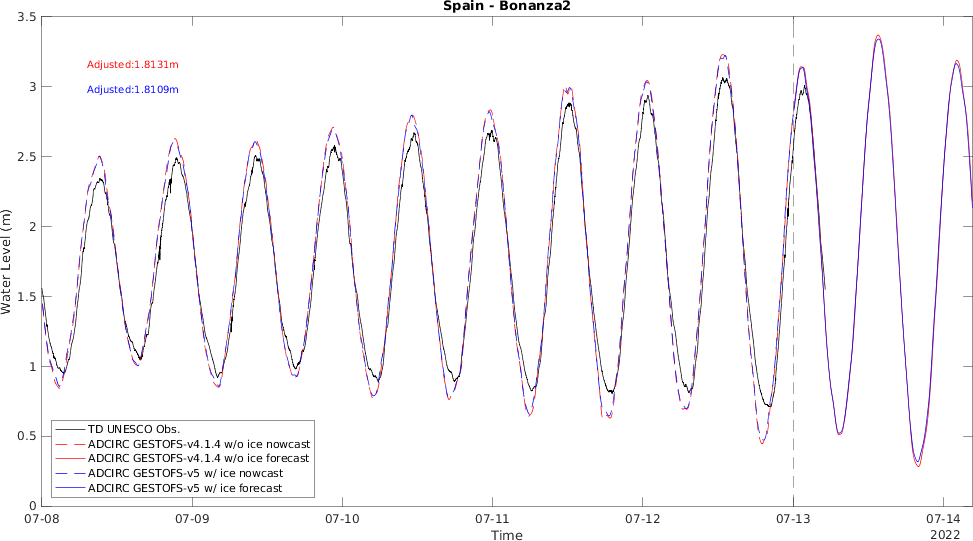 Spain - Bonanza2
3.5
Adjusted:1.8131m
3
Adjusted:1.8109m
2.5
2
Water Level (m)
1.5
1
0.5
TD UNESCO Obs.
ADCIRC GESTOFS-v4.1.4 w/o ice nowcast
ADCIRC GESTOFS-v4.1.4 w/o ice forecast
ADCIRC GESTOFS-v5 w/ ice nowcast
ADCIRC GESTOFS-v5 w/ ice forecast
0
07-08 07-09 07-10 07-11 07-12 07-13 07-14
Time
2022